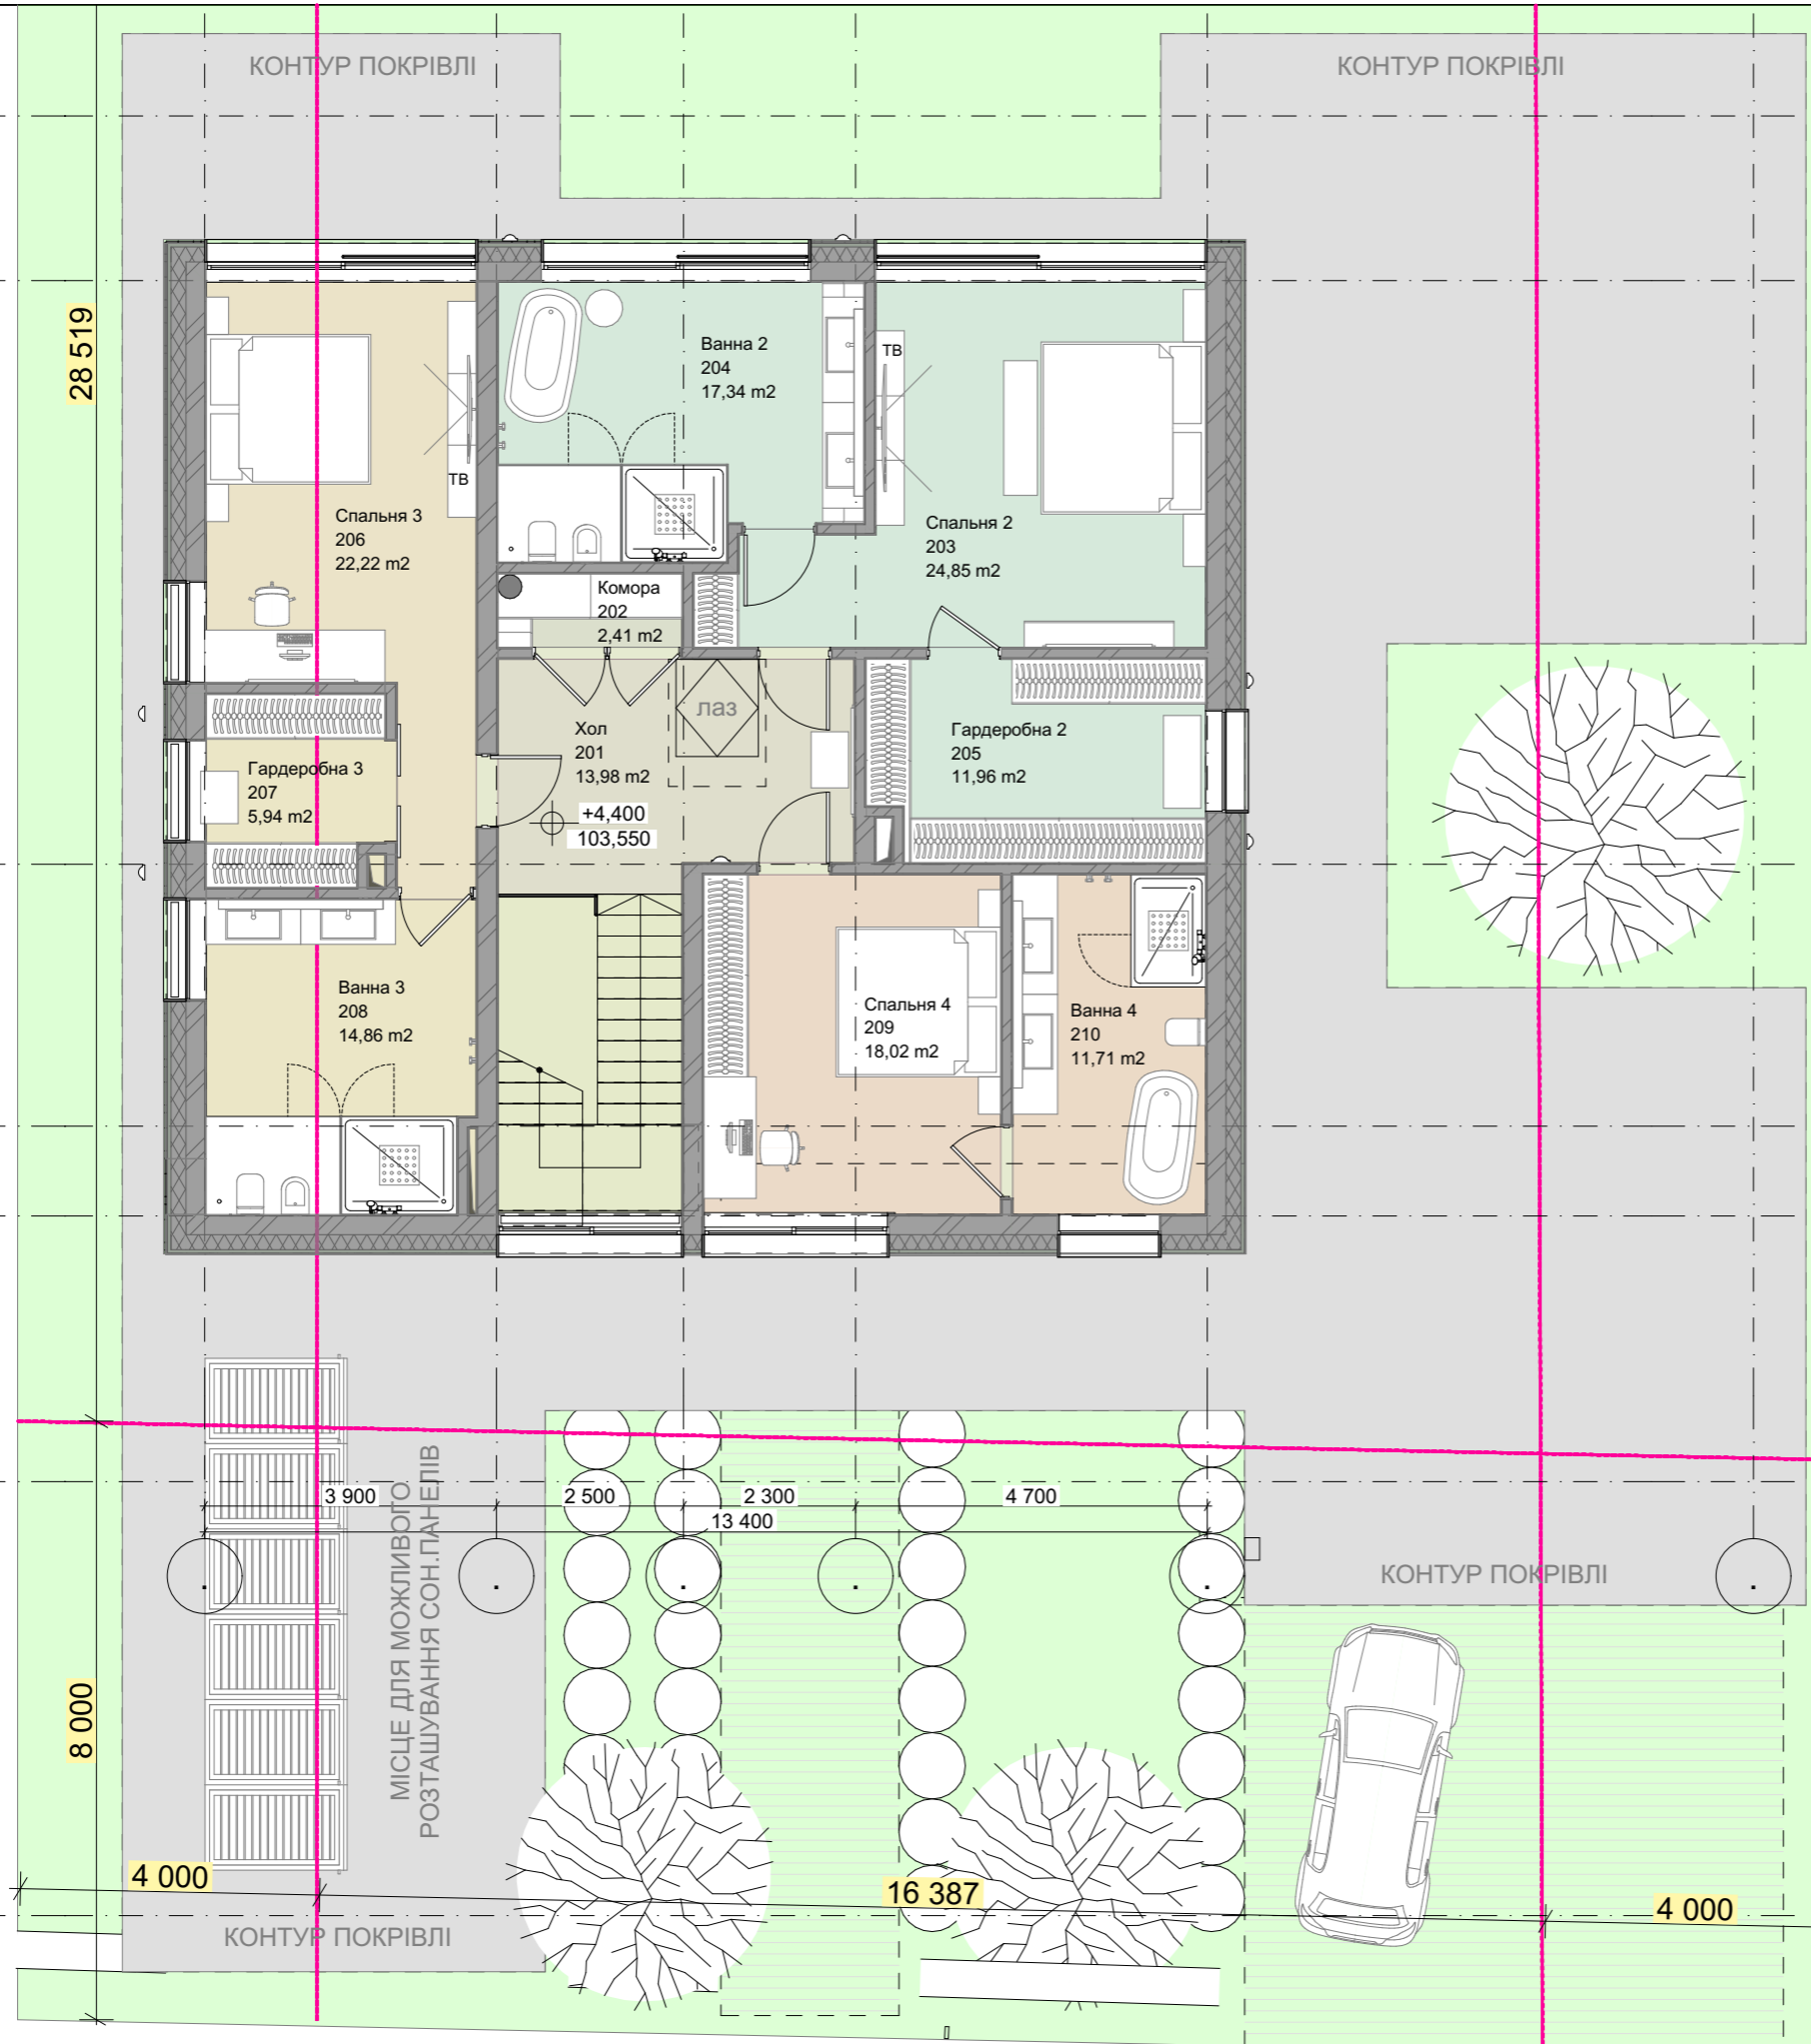 КОНТУР ПОКРІВЛІ
КОНТУР ПОКРІВЛІ
28 519
Ванна 2
204
17,34 m2
ТВ
ТВ
Спальня 3
206
22,22 m2
Спальня 2
203
24,85 m2
Комора
202
2,41 m2
лаз
Хол
201
13,98 m2
+4,400
103,550
Гардеробна 2
205
11,96 m2
Гардеробна 3
207
5,94 m2
Ванна 3
208
14,86 m2
Спальня 4
209
18,02 m2
Ванна 4
210
11,71 m2
3 900
2 500
2 300
4 700
13 400
МІСЦЕ ДЛЯ МОЖЛИВОГО
РОЗТАШУВАННЯ СОН.ПАНЕЛІВ
КОНТУР ПОКРІВЛІ
8 000
4 000
16 387
4 000
КОНТУР ПОКРІВЛІ